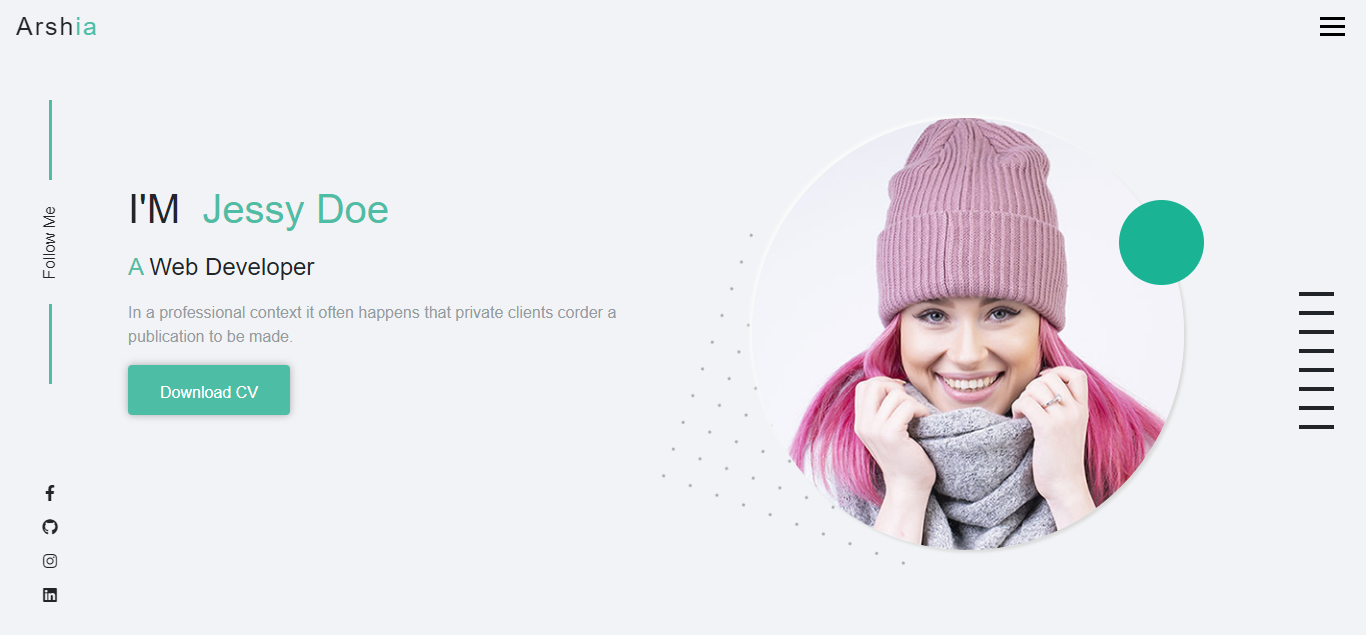 Arshia
Follow Me
I'M Jessy Doe
A Web Developer
In a professional context it often happens that private clients corder a
publication to be made.
Download CV